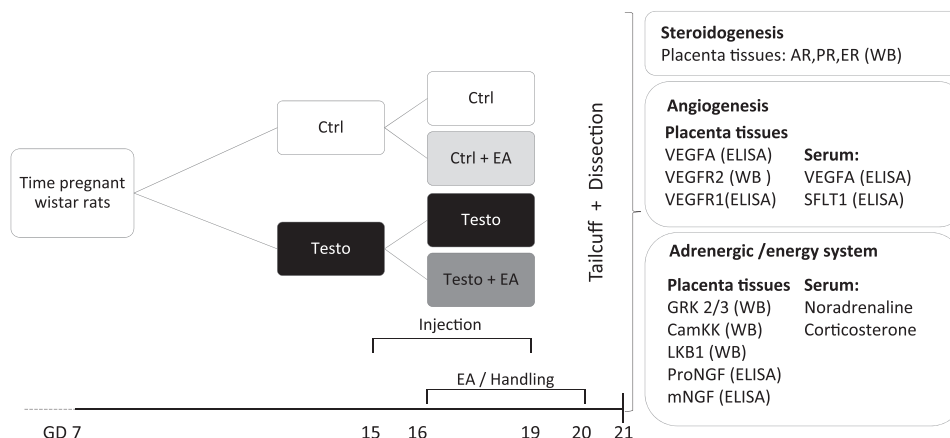 Time pregnant
wistar rats
Ctrl
Testo
Ctrl
Ctrl + EA
Testo
Testo + EA
Injection
EA / Handling
GD 7
15
16
19
20
21
Tailcuff + Dissection
Steroidogenesis
Placenta tissues: AR,PR,ER (WB)
Angiogenesis
Placenta tissues
VEGFA (ELISA)
VEGFR2 (WB )
VEGFR1(ELISA)
Serum:
VEGFA (ELISA)
SFLT1 (ELISA)
Adrenergic /energy system
Placenta tissues
GRK 2/3 (WB)
CamKK (WB)
LKB1 (WB)
ProNGF (ELISA)
mNGF (ELISA)
Serum:
Noradrenaline
Corticosterone